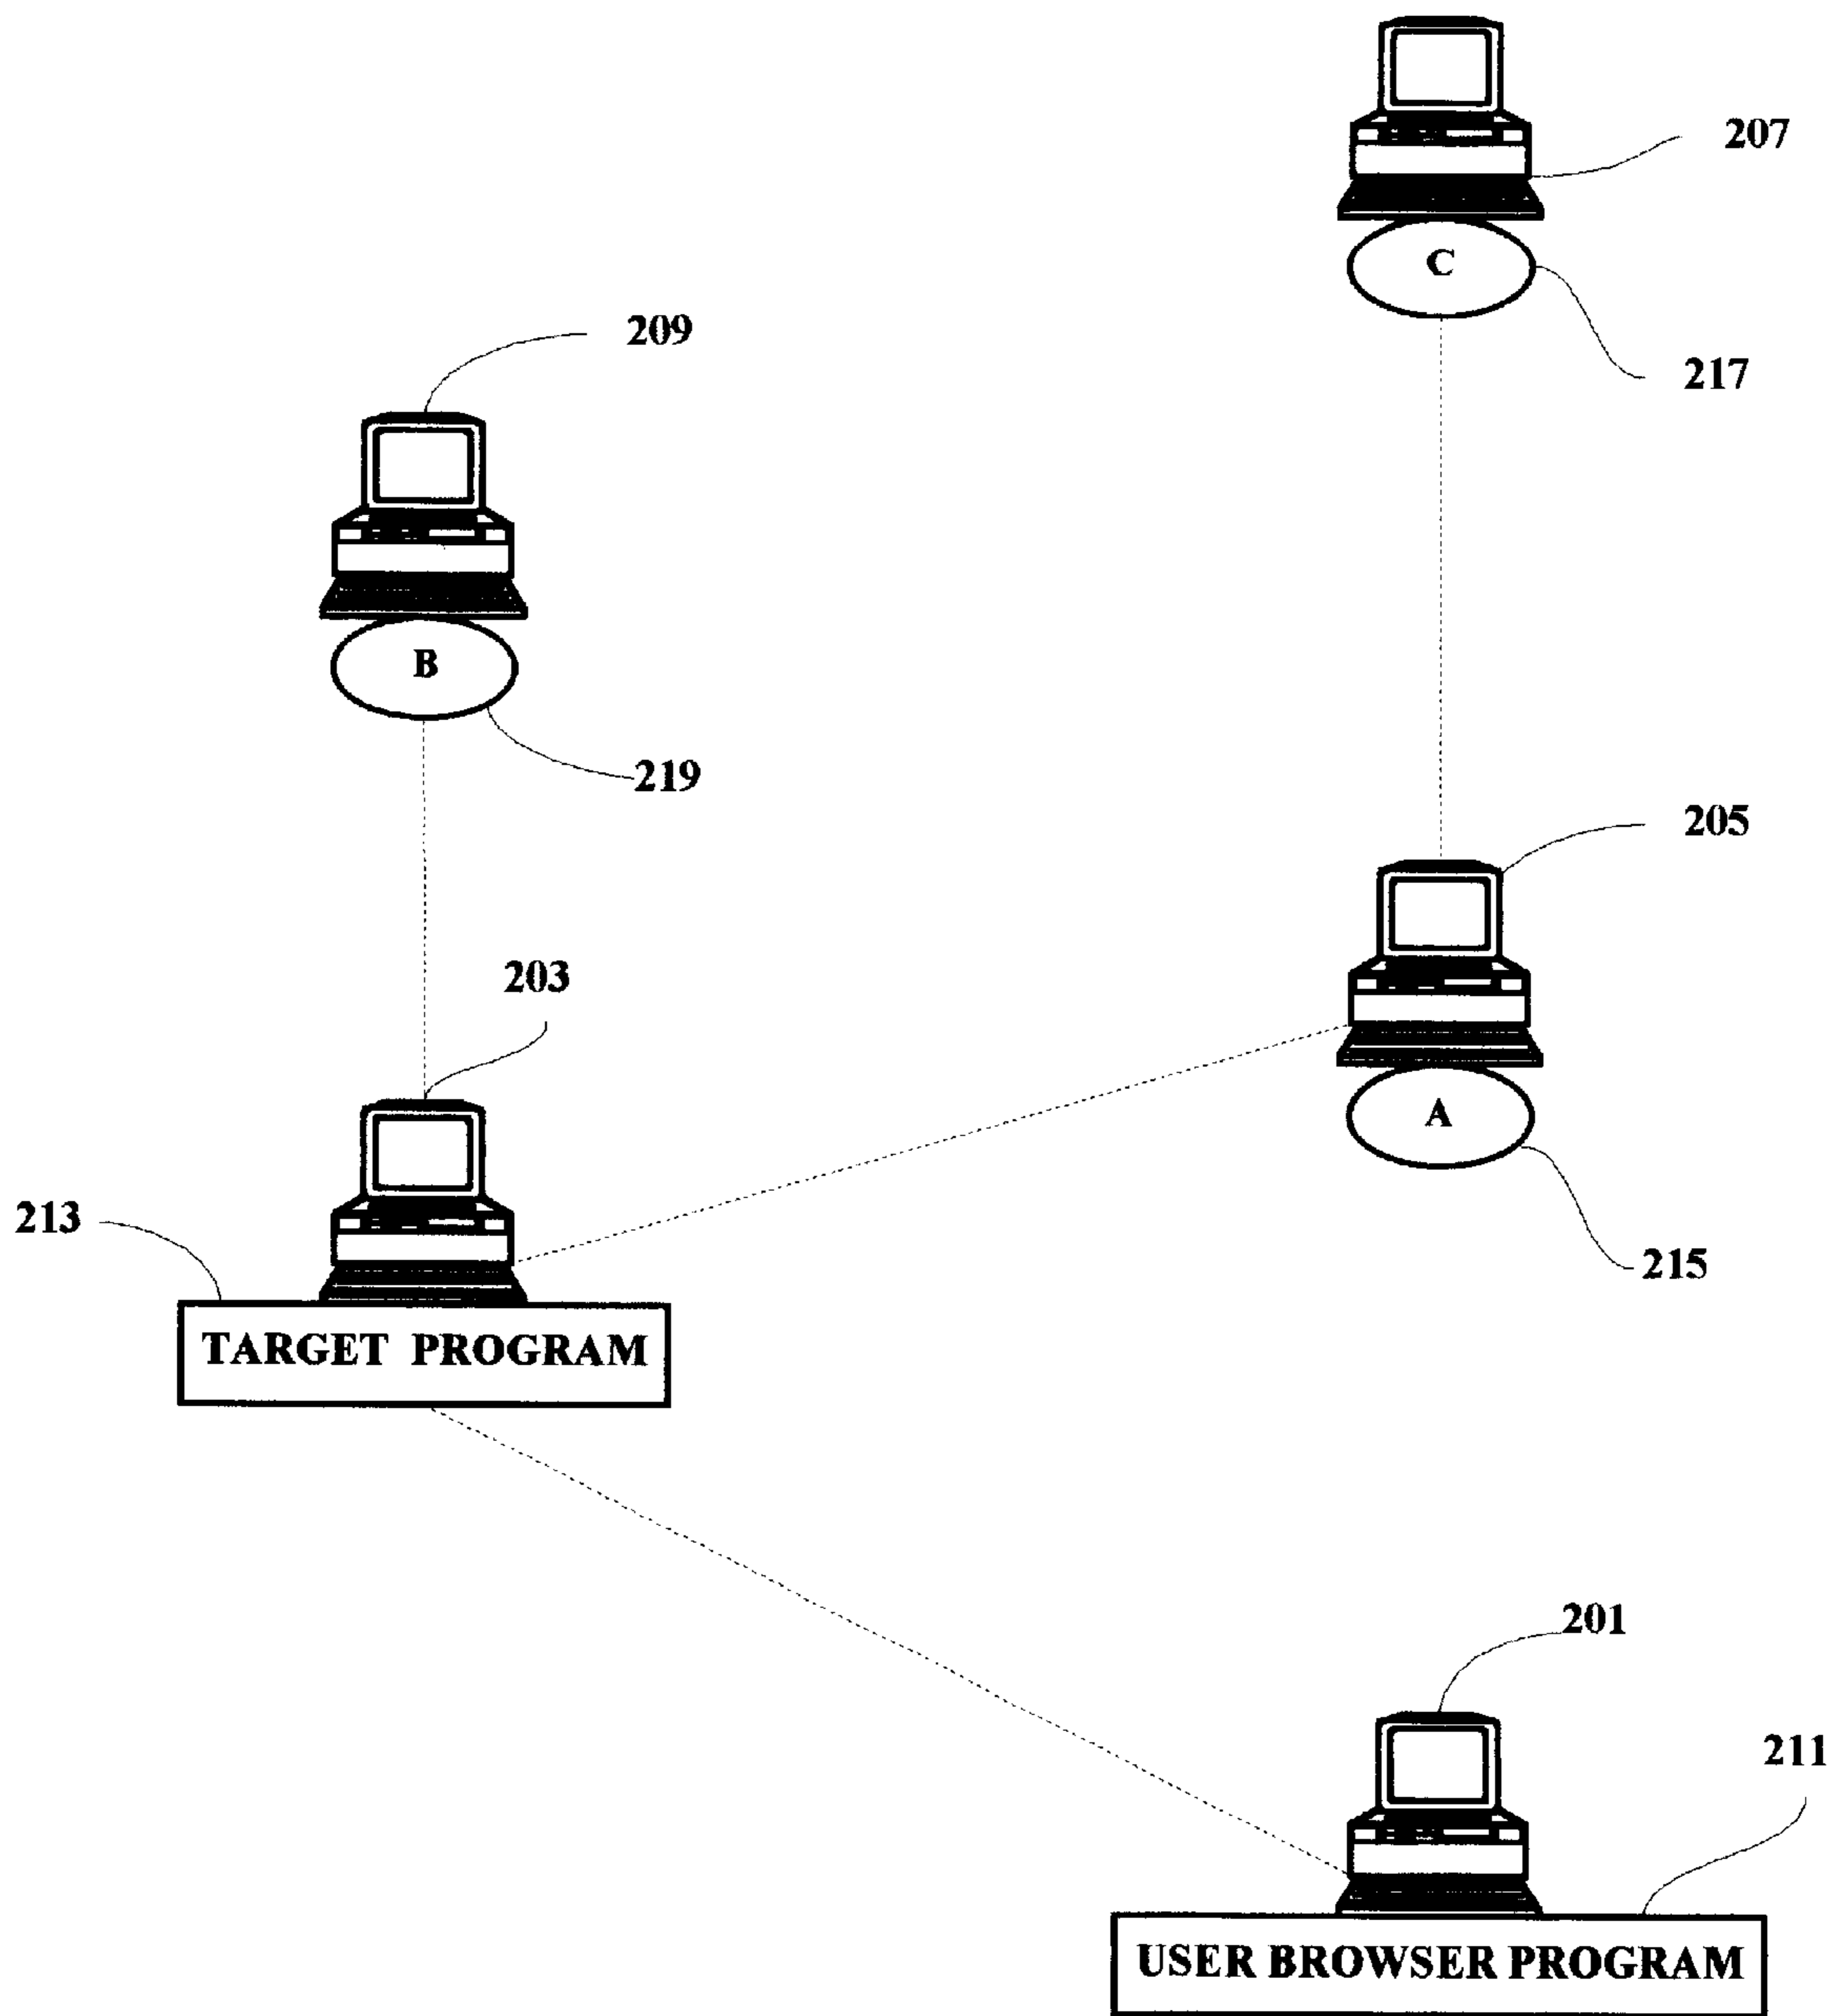 207
C
209
217
B
219
205
203
A
213
215
TARGET PROGRAM
201
211
USER BROWSER PROGRAM